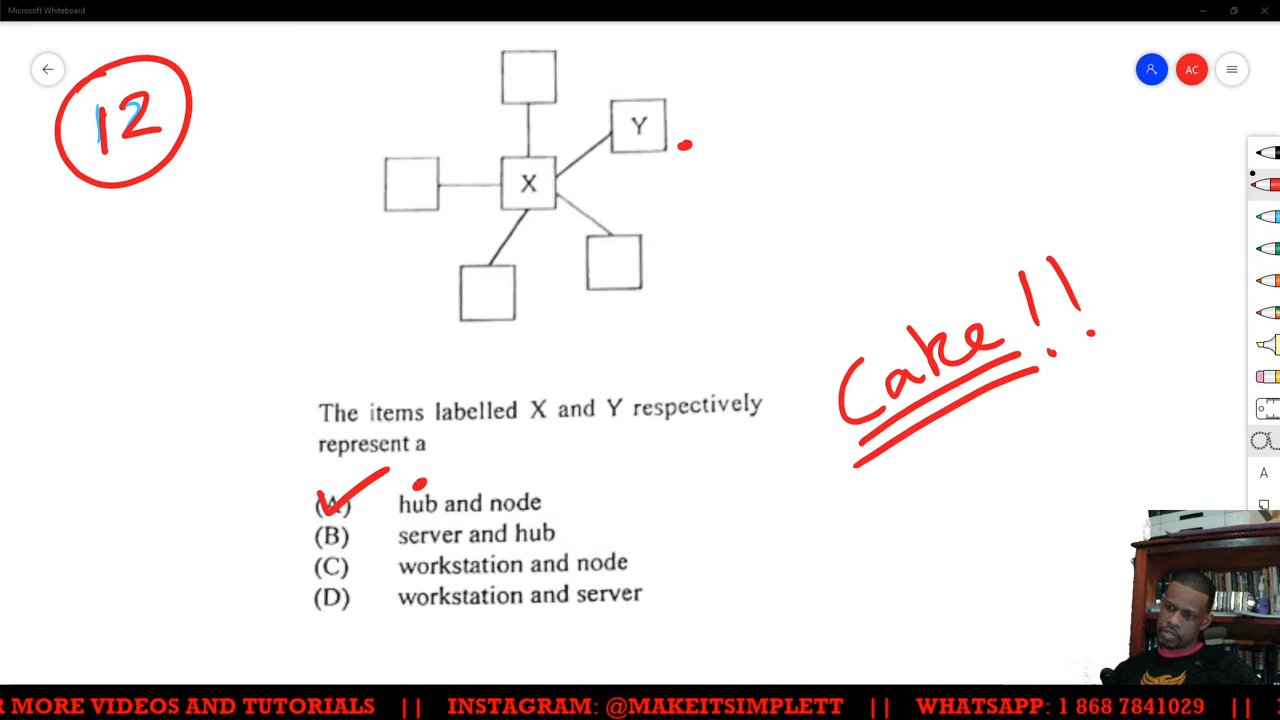 Microsoft Whiteboard
12
AC
Y
X
Cake!!
The items labelled X and Y respectively
represent a
(A) hub and node
(B) server and hub
(C) workstation and node
(D) workstation and server
A
R MORE VIDEOS AND TUTORIALS || INSTAGRAM: @MAKEITSIMPLETT || WHATSAPP: 1 868 7841029 ||